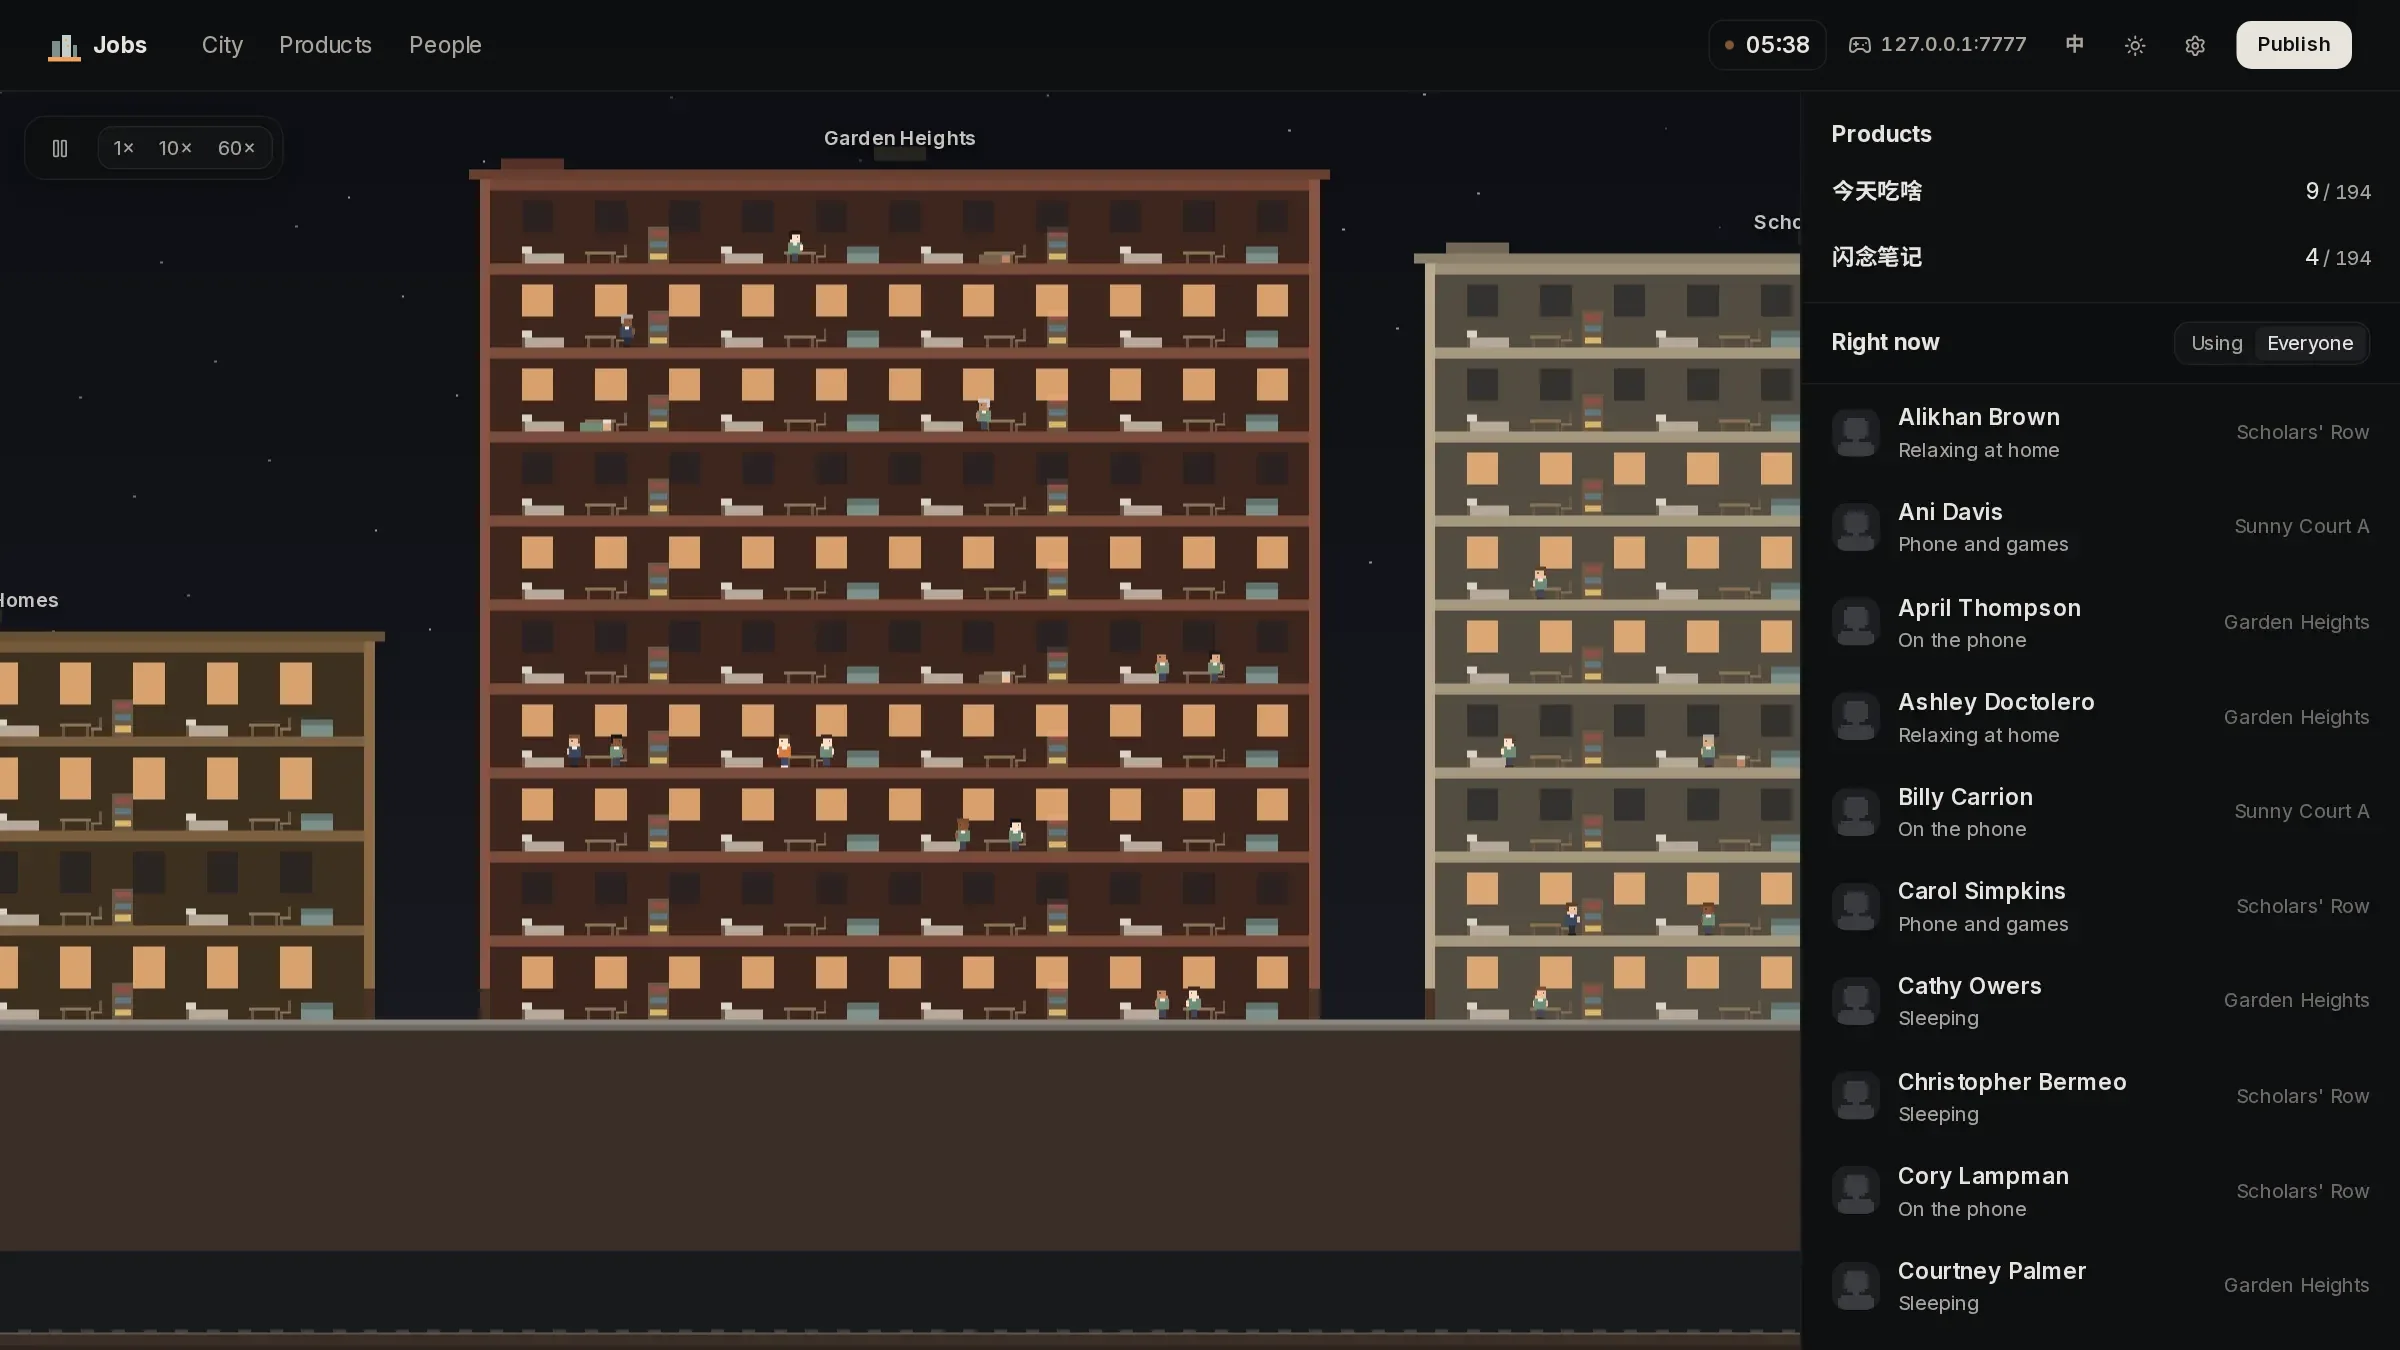 Jobs
City
Products
People
05:38
127.0.0.1:7777
中
Publish
1×
10×
60×
Garden Heights
Scho
Homes
Products
今天吃啥
9 / 194
闪念笔记
4 / 194
Right now
Using
Everyone
Alikhan Brown
Relaxing at home
Scholars' Row
Ani Davis
Phone and games
Sunny Court A
April Thompson
On the phone
Garden Heights
Ashley Doctolero
Relaxing at home
Garden Heights
Billy Carrion
On the phone
Sunny Court A
Carol Simpkins
Phone and games
Scholars' Row
Cathy Owers
Sleeping
Garden Heights
Christopher Bermeo
Sleeping
Scholars' Row
Cory Lampman
On the phone
Scholars' Row
Courtney Palmer
Sleeping
Garden Heights